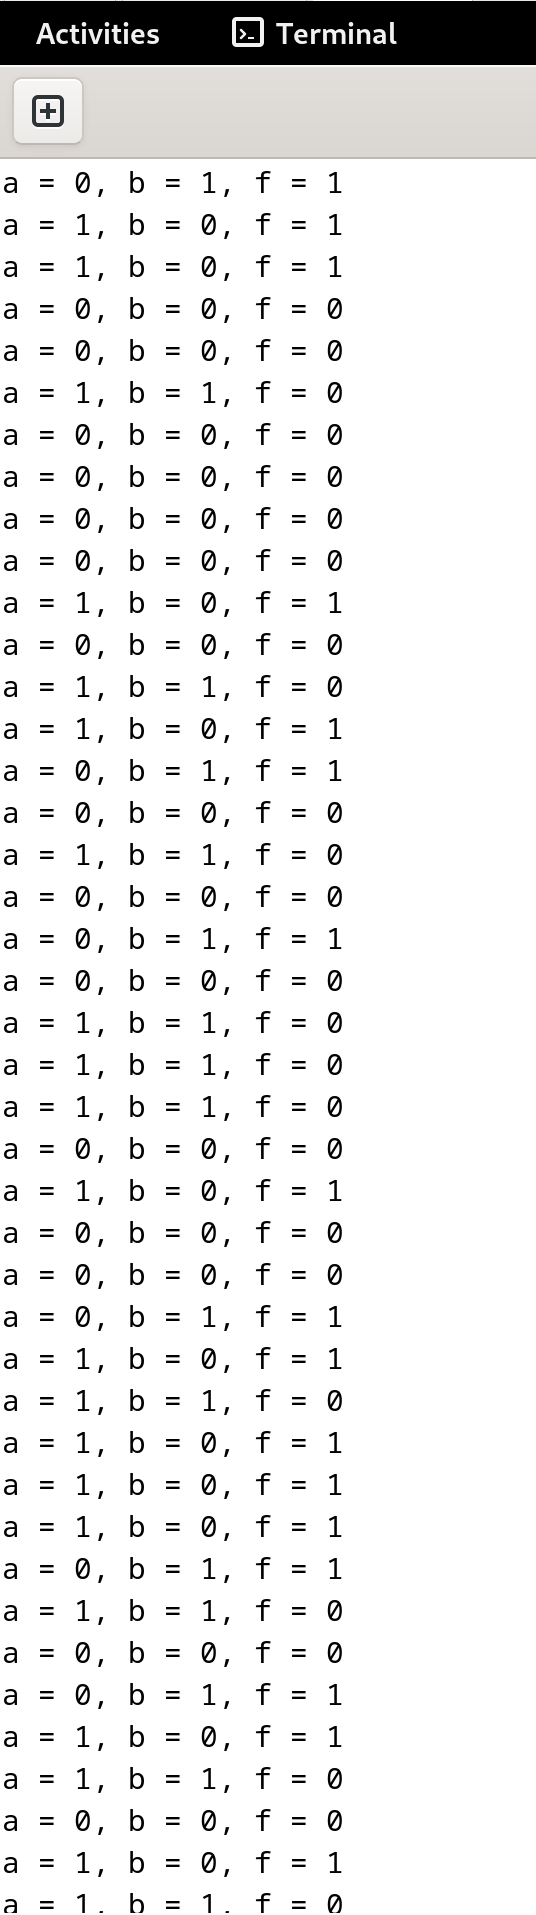 Activities Terminal
a = 0, b = 1, f = 1
a = 1, b = 0, f = 1
a = 1, b = 0, f = 1
a = 0, b = 0, f = 0
a = 0, b = 0, f = 0
a = 1, b = 1, f = 0
a = 0, b = 0, f = 0
a = 0, b = 0, f = 0
a = 0, b = 0, f = 0
a = 0, b = 0, f = 0
a = 1, b = 0, f = 1
a = 0, b = 0, f = 0
a = 1, b = 1, f = 0
a = 1, b = 0, f = 1
a = 0, b = 1, f = 1
a = 0, b = 0, f = 0
a = 1, b = 1, f = 0
a = 0, b = 0, f = 0
a = 0, b = 1, f = 1
a = 0, b = 0, f = 0
a = 1, b = 1, f = 0
a = 1, b = 1, f = 0
a = 1, b = 1, f = 0
a = 0, b = 0, f = 0
a = 1, b = 0, f = 1
a = 0, b = 0, f = 0
a = 0, b = 0, f = 0
a = 0, b = 1, f = 1
a = 1, b = 0, f = 1
a = 1, b = 1, f = 0
a = 1, b = 0, f = 1
a = 1, b = 0, f = 1
a = 1, b = 0, f = 1
a = 0, b = 1, f = 1
a = 1, b = 1, f = 0
a = 0, b = 0, f = 0
a = 0, b = 1, f = 1
a = 1, b = 0, f = 1
a = 1, b = 1, f = 0
a = 0, b = 0, f = 0
a = 1, b = 0, f = 1
a = 1, b = 1, f = 0